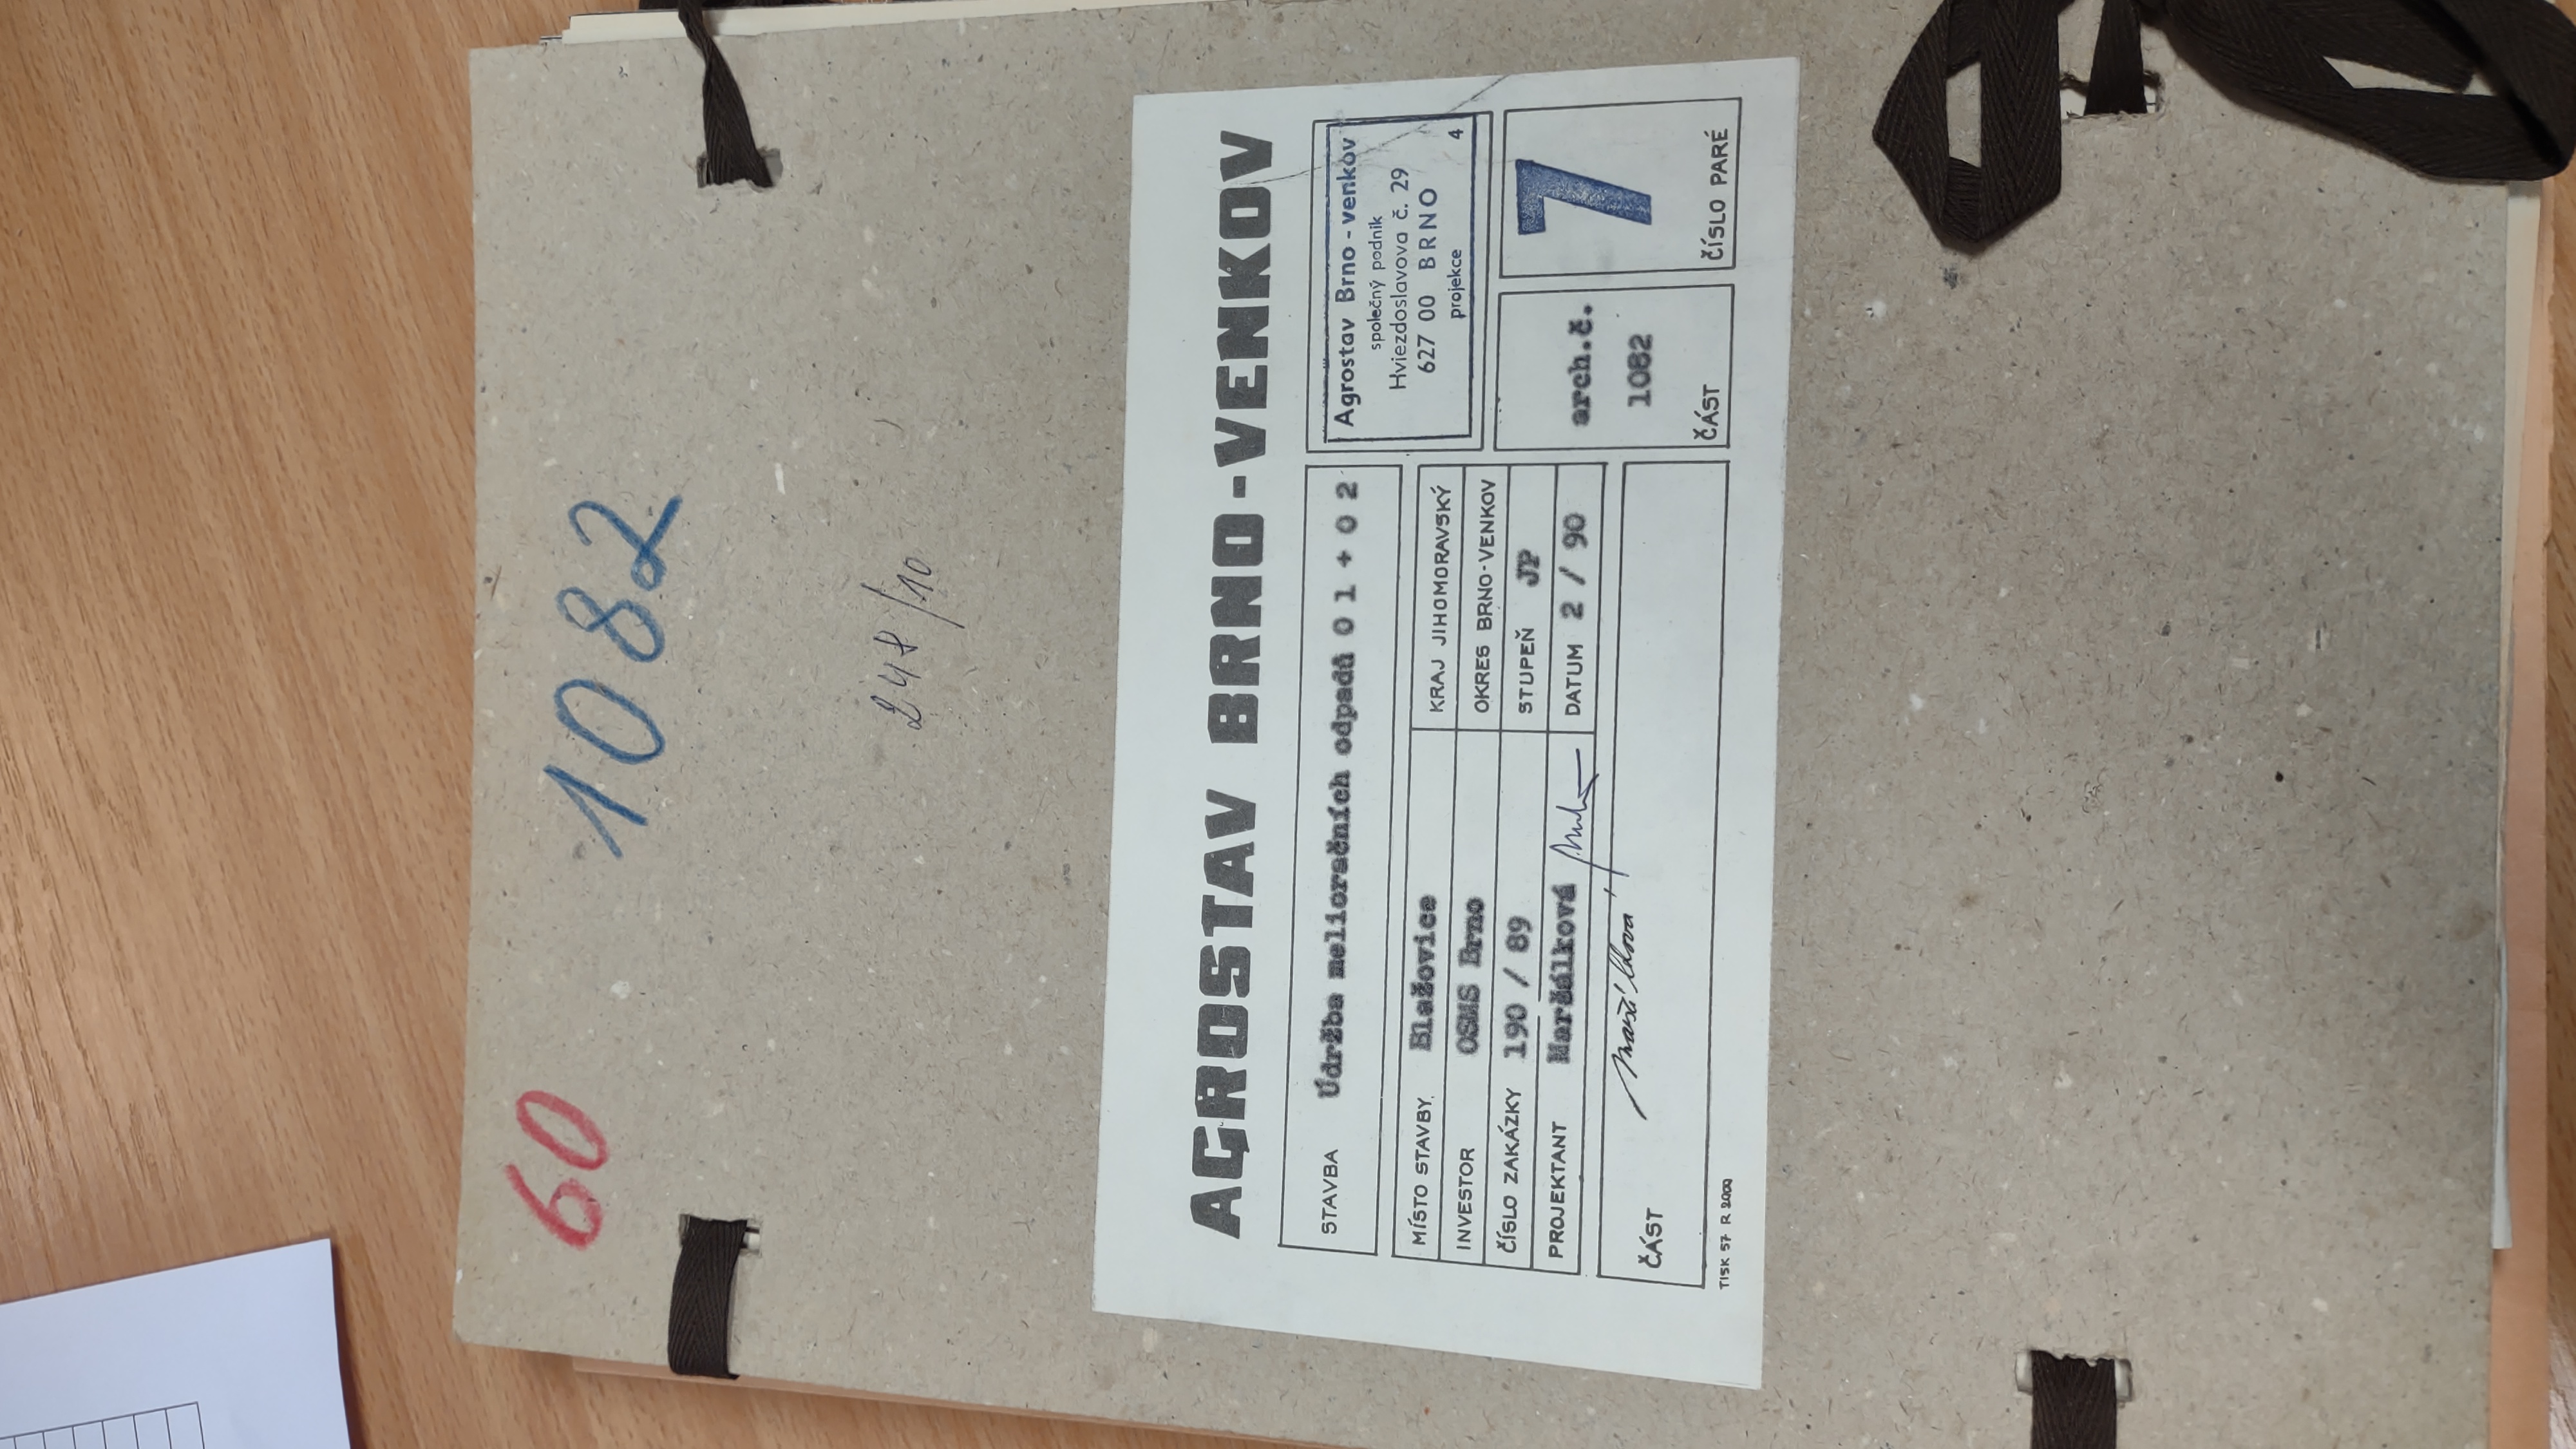 60 1082
248/10
AGROSTAV BRNO-VENKOV
STAVBA Údržba melioračních odpadů 01 + 02
MÍSTO STAVBY Blažovice
INVESTOR OSMS Brno
ČÍSLO ZAKÁZKY 190 / 89
PROJEKTANT Maršálková
KRAJ JIHOMORAVSKÝ
OKRES BRNO-VENKOV
STUPEŇ JP
DATUM 2 / 90
ČÁST
Maršálková
TISK 57 R 2000
Agrostav Brno - venkov
společný podnik
Hviezdoslavova č. 29
627 00 BRNO
projekce 4
arch.č.
1082
ČÁST
7
ČÍSLO PARÉ